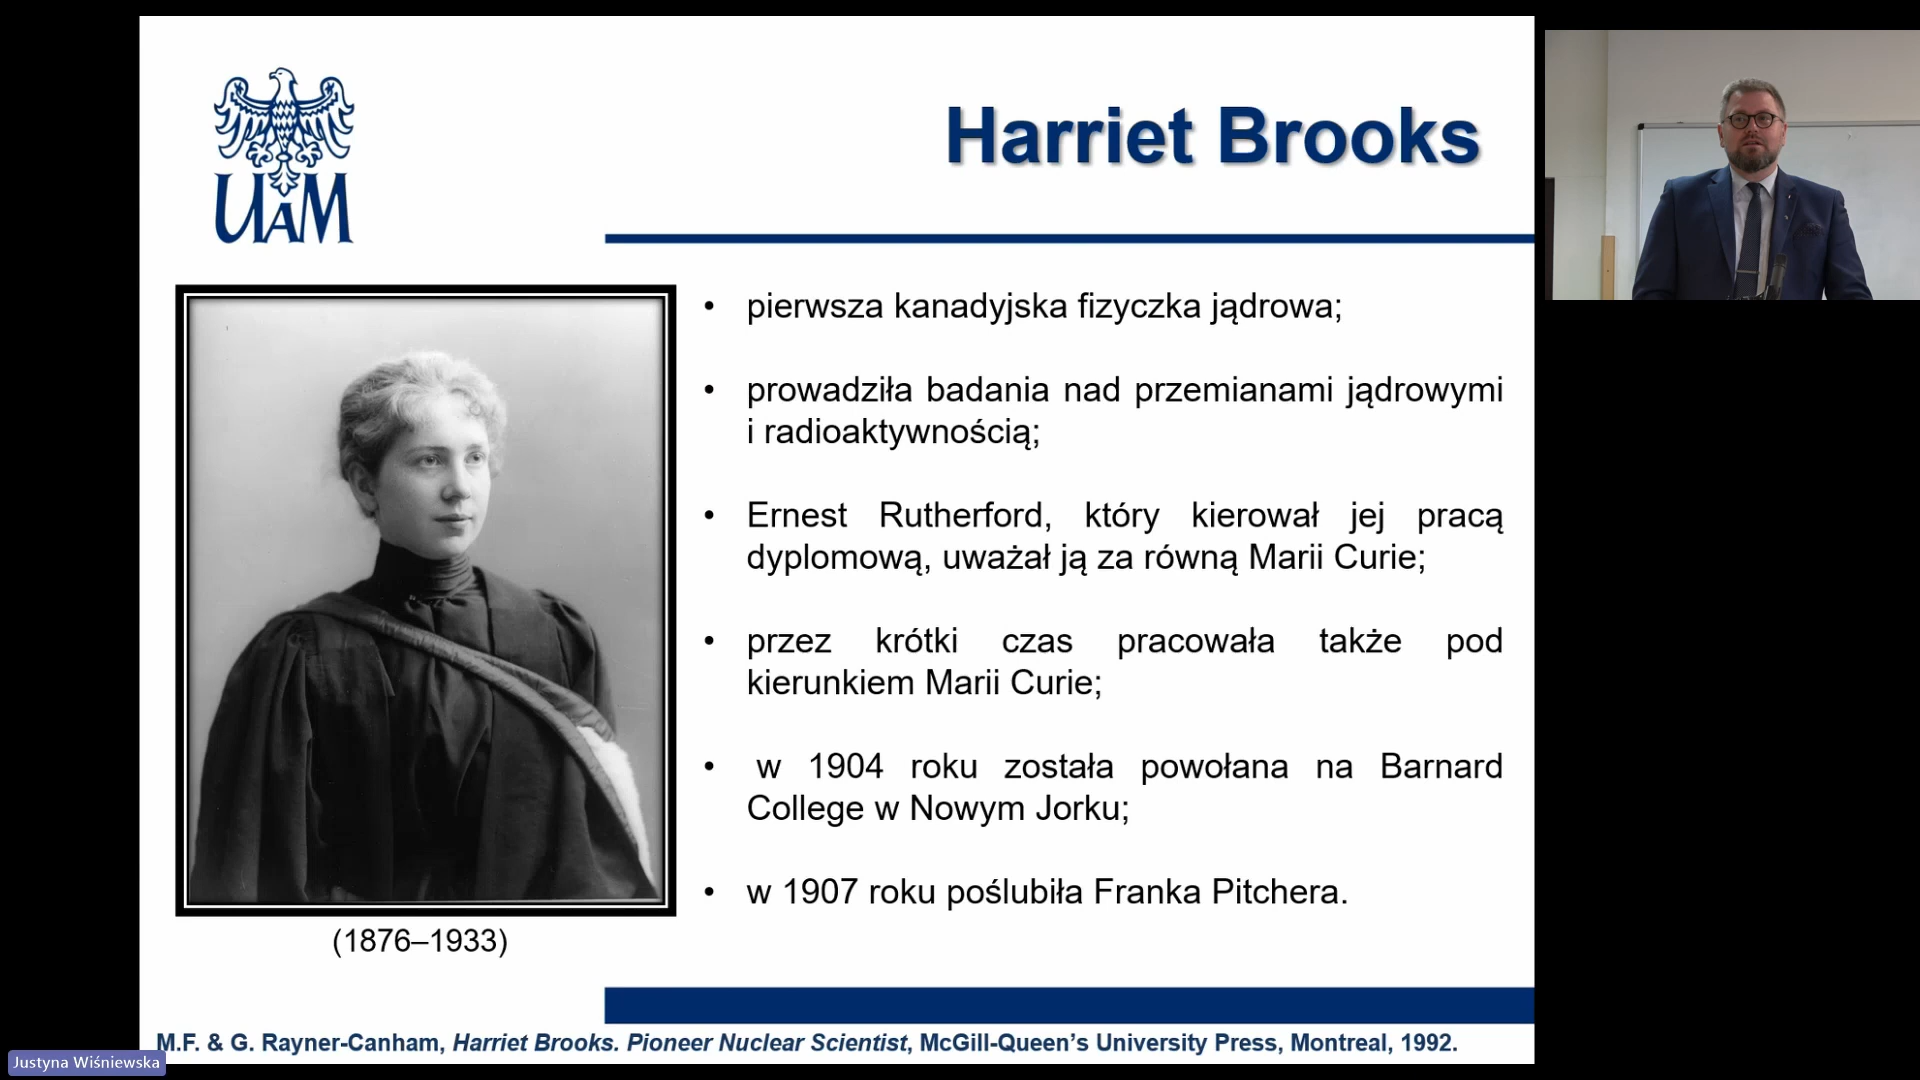 UAM
Harriet Brooks
• pierwsza kanadyjska fizyczka jądrowa;
• prowadziła badania nad przemianami jądrowymi
i radioaktywnością;
• Ernest Rutherford, który kierował jej pracą
dyplomową, uważał ją za równą Marii Curie;
• przez krótki czas pracowała także pod
kierunkiem Marii Curie;
• w 1904 roku została powołana na Barnard
College w Nowym Jorku;
• w 1907 roku poślubiła Franka Pitchera.
(1876–1933)
M.F. & G. Rayner-Canham, Harriet Brooks. Pioneer Nuclear Scientist, McGill-Queen’s University Press, Montreal, 1992.
Justyna Wiśniewska